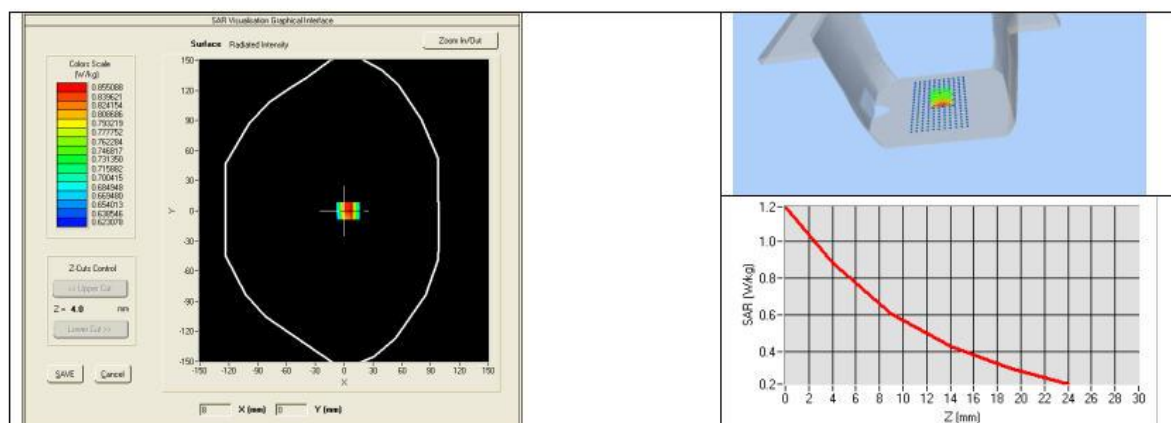 SAR Visualisation Graphical Interface
Surface Radiated Intensity
Zoom In/Out
Colors Scale
(W/kg)
0.855088
0.839621
0.824154
0.808686
0.793219
0.777752
0.762284
0.746817
0.731350
0.715882
0.700415
0.684948
0.669480
0.654013
0.638546
0.623078
150
120
90
60
30
0
-30
-60
-90
-120
-150
Y
-150 -120 -90 -60 -30 0 30 60 90 120 150
X
Z-Cuts Control
<< Upper Cut
Z = 4.0 mm
Lower Cut >>
SAVE Cancel
8 X (mm) 0 Y (mm)
1.2
1.0
0.8
0.6
0.4
0.2
SAR (W/kg)
0 2 4 6 8 10 12 14 16 18 20 22 24 26 28 30
Z (mm)